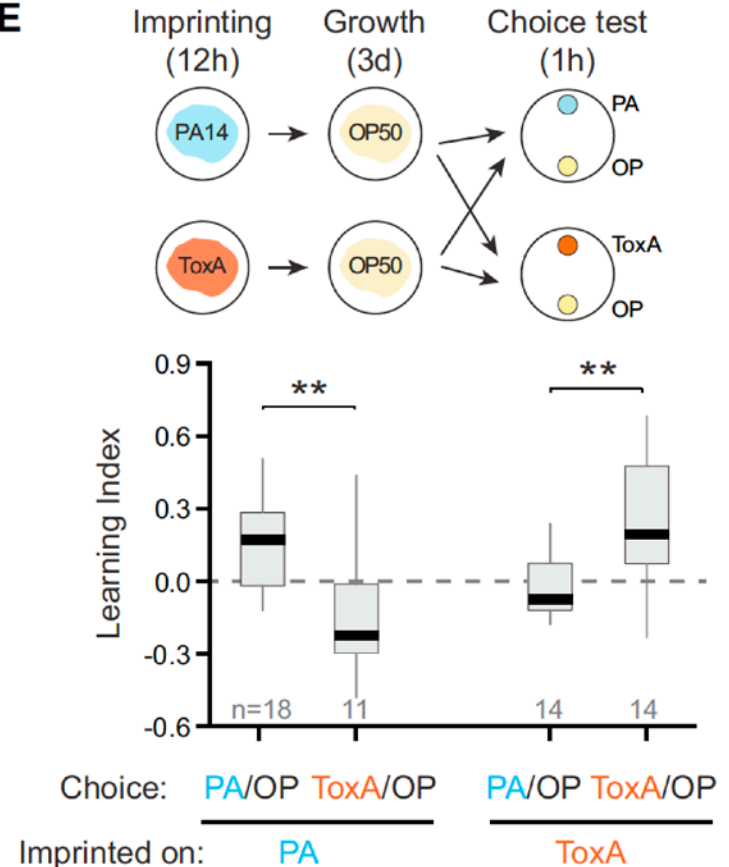 E
Imprinting Growth Choice test
(12h) (3d) (1h)
PA14 OP50 PA
OP
ToxA OP50 ToxA
OP
** **
0.9
0.6
0.3
0.0
-0.3
-0.6
Learning Index
n=18 11 14 14
Choice: PA/OP ToxA/OP PA/OP ToxA/OP
Imprinted on: PA ToxA